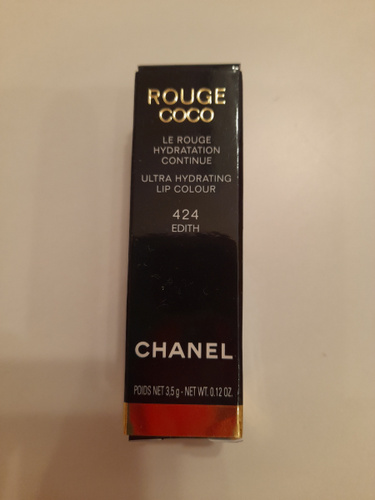 ROUGE
COCO
LE ROUGE
HYDRATATION
CONTINUE
ULTRA HYDRATING
LIP COLOUR
424
EDITH
CHANEL
POIDS NET 3,5 g - NET WT. 0.12 OZ.